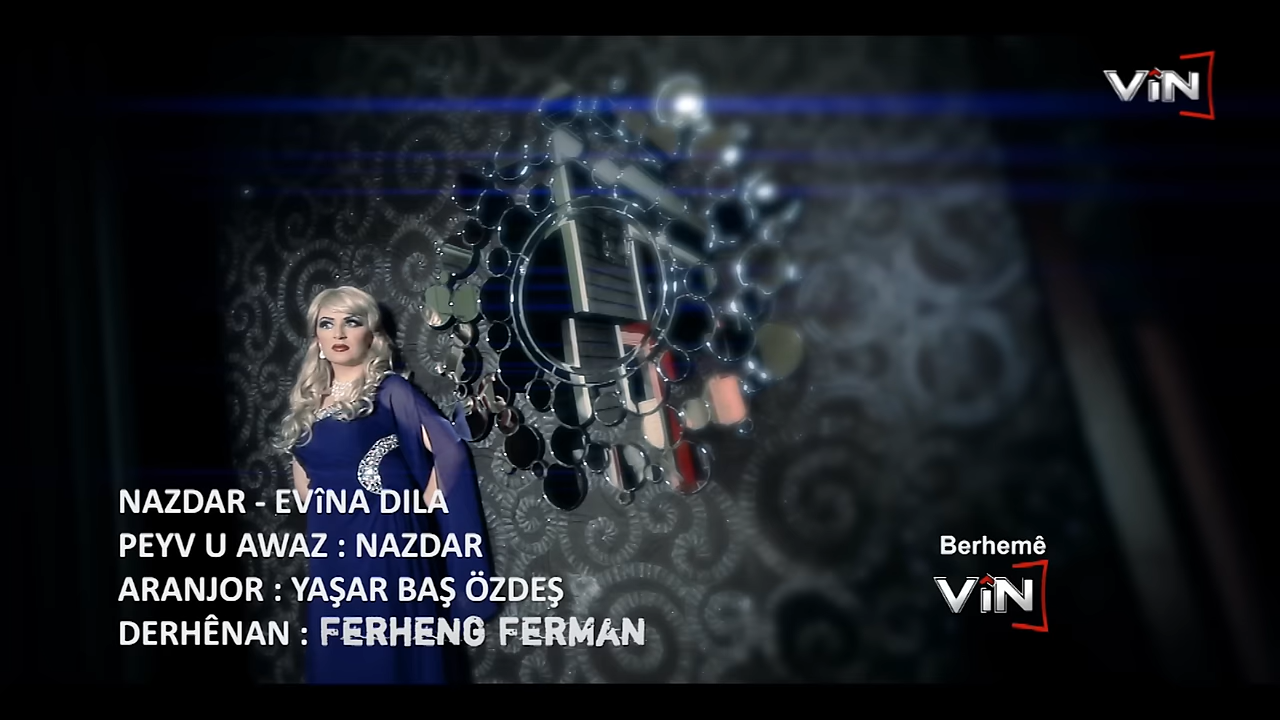 VîN
NAZDAR - EVîNA DILA
PEYV U AWAZ : NAZDAR
ARANJOR : YAŞAR BAŞ ÖZDEŞ
DERHÊNAN : FERHENG FERMAN
Berhemê
VîN